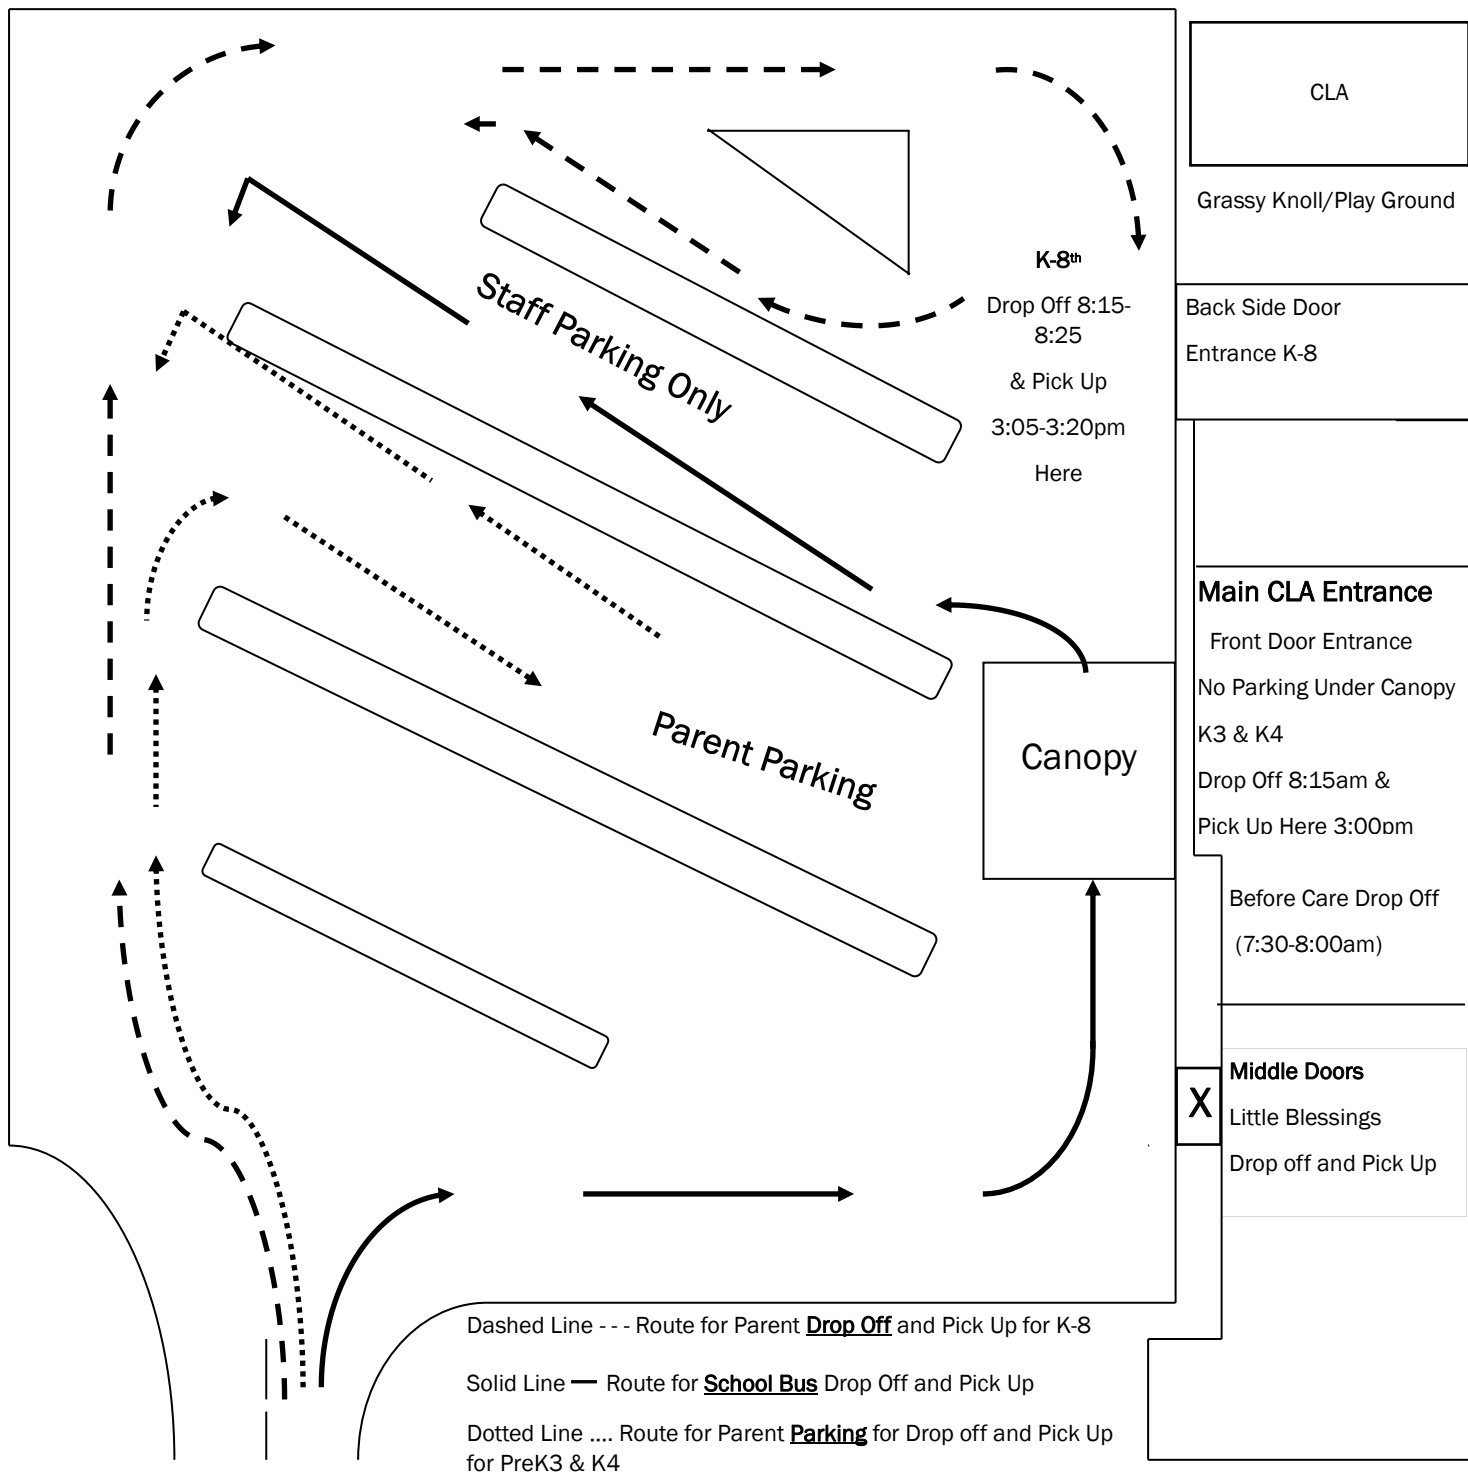 CLA
Grassy Knoll/Play Ground
K-8th
Drop Off 8:15-
8:25
& Pick Up
3:05-3:20pm
Here
Back Side Door
Entrance K-8
Staff Parking Only
Main CLA Entrance
Front Door Entrance
No Parking Under Canopy
K3 & K4
Drop Off 8:15am &
Pick Up Here 3:00pm
Parent Parking
Canopy
Before Care Drop Off
(7:30-8:00am)
X
Middle Doors
Little Blessings
Drop off and Pick Up
Dashed Line - - - Route for Parent Drop Off and Pick Up for K-8
Solid Line — Route for School Bus Drop Off and Pick Up
Dotted Line .... Route for Parent Parking for Drop off and Pick Up
for PreK3 & K4